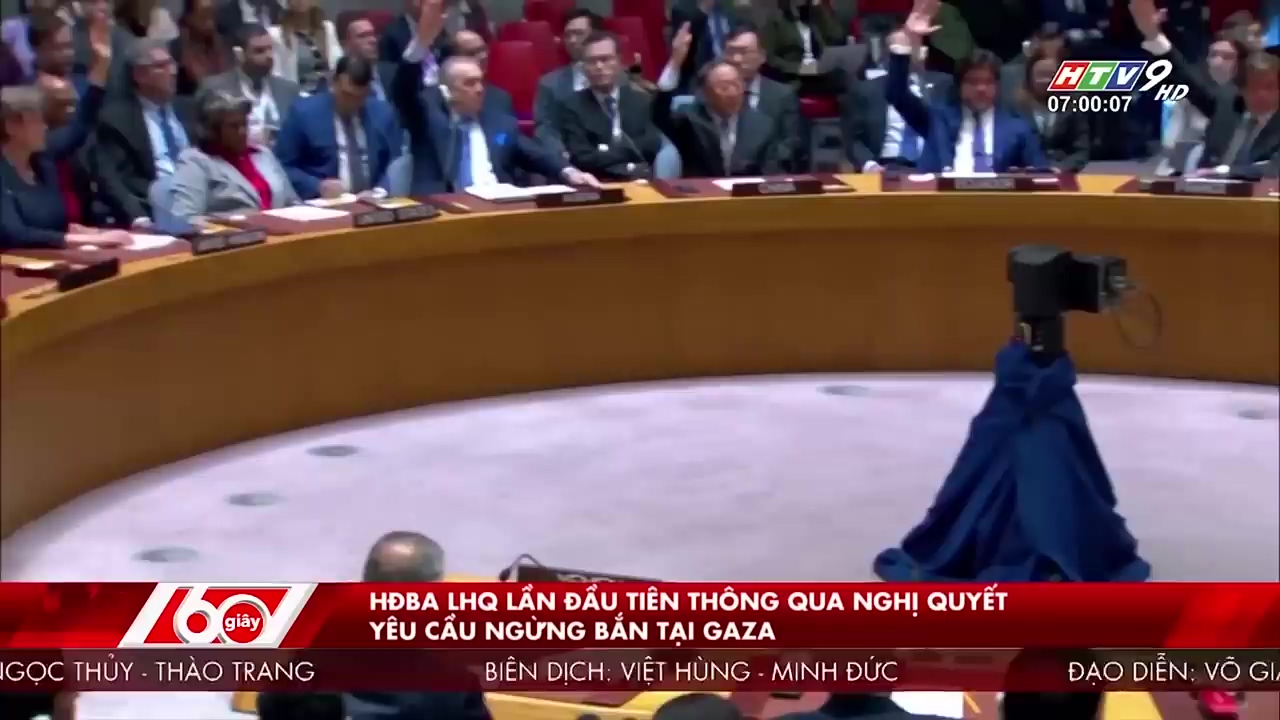 HTV9 HD
07:00:07
CHINA
60 giây
HĐBA LHQ LẦN ĐẦU TIÊN THÔNG QUA NGHỊ QUYẾT
YÊU CẦU NGỪNG BẮN TẠI GAZA
NGỌC THỦY - THẢO TRANG BIÊN DỊCH: VIỆT HÙNG - MINH ĐỨC ĐẠO DIỄN: VÕ